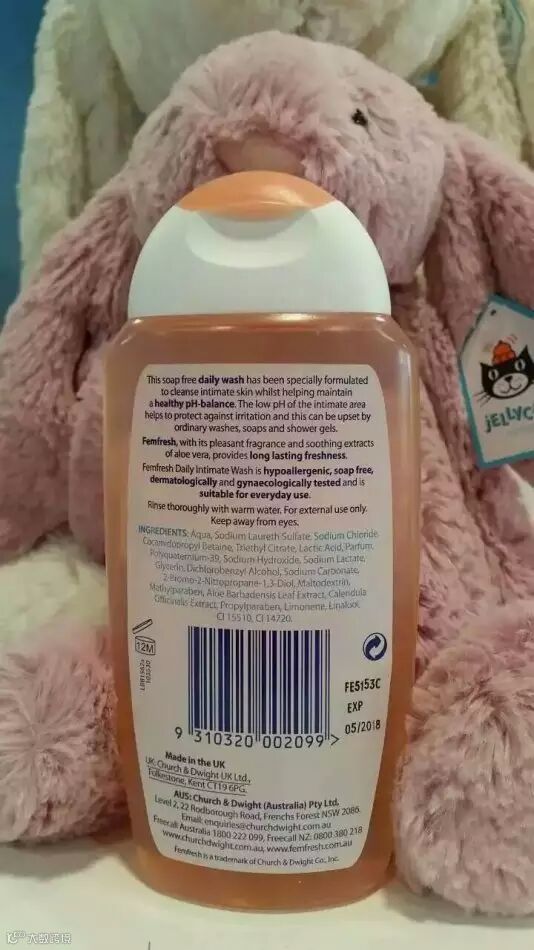 This soap free daily wash has been specially formulated
to cleanse intimate skin whilst helping maintain
a healthy pH-balance. The low pH of the intimate area
helps to protect against irritation and this can be upset by
ordinary washes, soaps and shower gels.
Femfresh, with its pleasant fragrance and soothing extracts
of aloe vera, provides long lasting freshness.
Femfresh Daily Intimate Wash is hypoallergenic, soap free,
dermatologically and gynaecologically tested and is
suitable for everyday use.
Rinse thoroughly with warm water. For external use only.
Keep away from eyes.
INGREDIENTS: Aqua, Sodium Laureth Sulfate, Sodium Chloride,
Cocamidopropyl Betaine, Triethyl Citrate, Lactic Acid, Parfum,
Polyquaternium-39, Sodium Hydroxide, Sodium Lactate,
Glycerin, Dichlorobenzyl Alcohol, Sodium Carbonate,
2-Bromo-2-Nitropropane-1,3-Diol, Maltodextrin,
Methylparaben, Aloe Barbadensis Leaf Extract, Calendula
Officinalis Extract, Propylparaben, Limonene, Linalool,
CI 15510, CI 14720.
12M
FE5153C
EXP
05/2018
9 310320 002099 >
Made in the UK
UK: Church & Dwight UK Ltd.,
Folkestone, Kent CT19 6PG.
AUS: Church & Dwight (Australia) Pty Ltd,
Level 2, 22 Rodborough Road, Frenchs Forest NSW 2086.
Email: enquiries@churchdwight.com.au
Freecall Australia 1800 222 099, Freecall NZ: 0800 380 218
www.churchdwight.com.au, www.femfresh.com.au
Femfresh is a trademark of Church & Dwight Co., Inc.
JELLYC
大数跨境